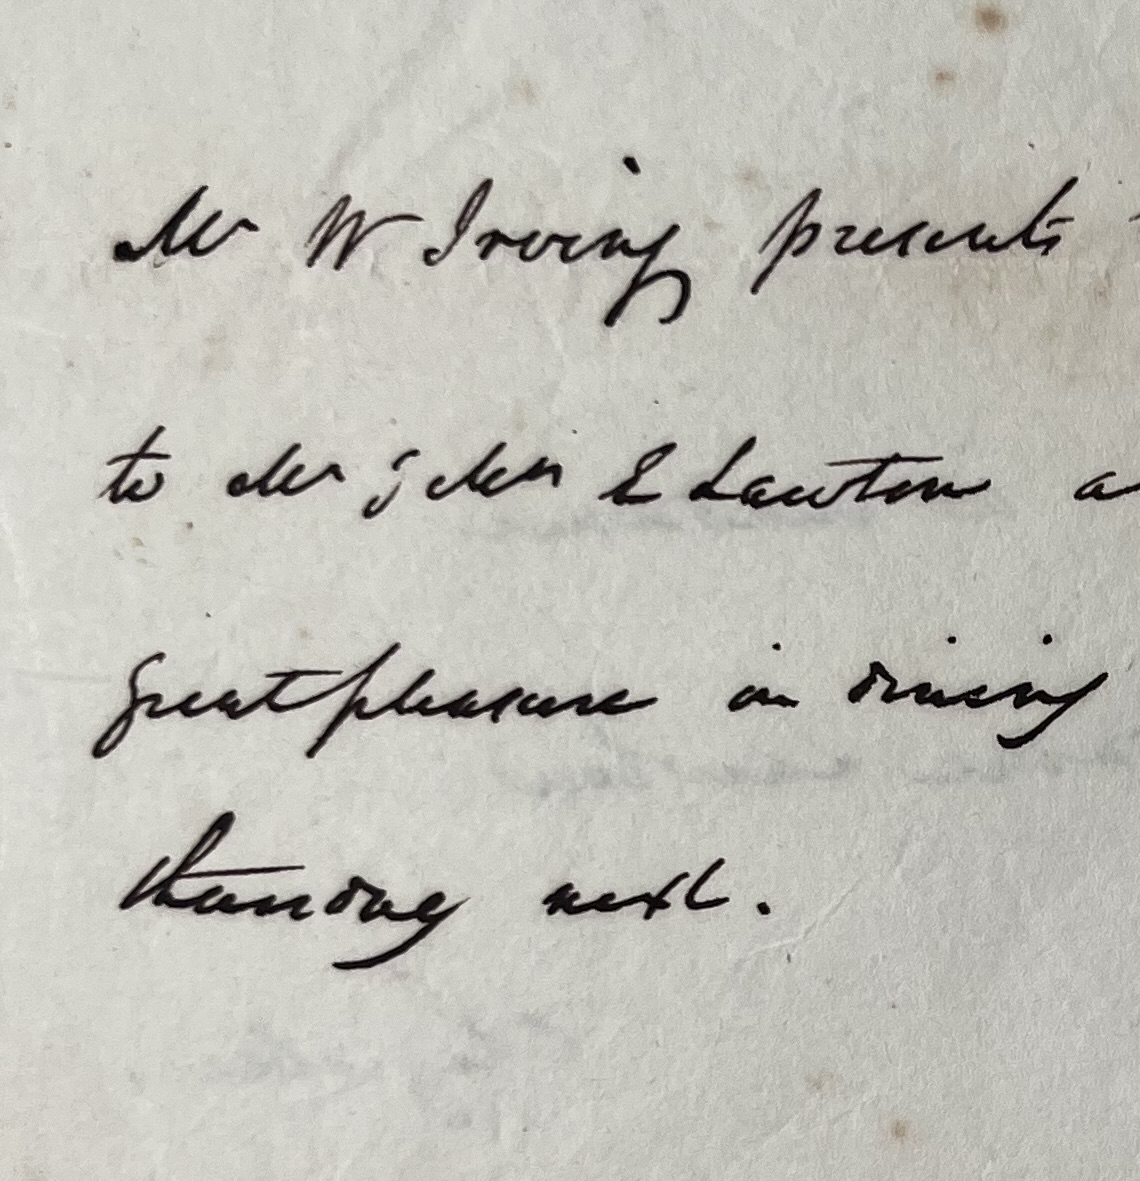 Mr W Irving presents
to Mr & Mrs E Lawton a
great pleasure in dining
thursday next.